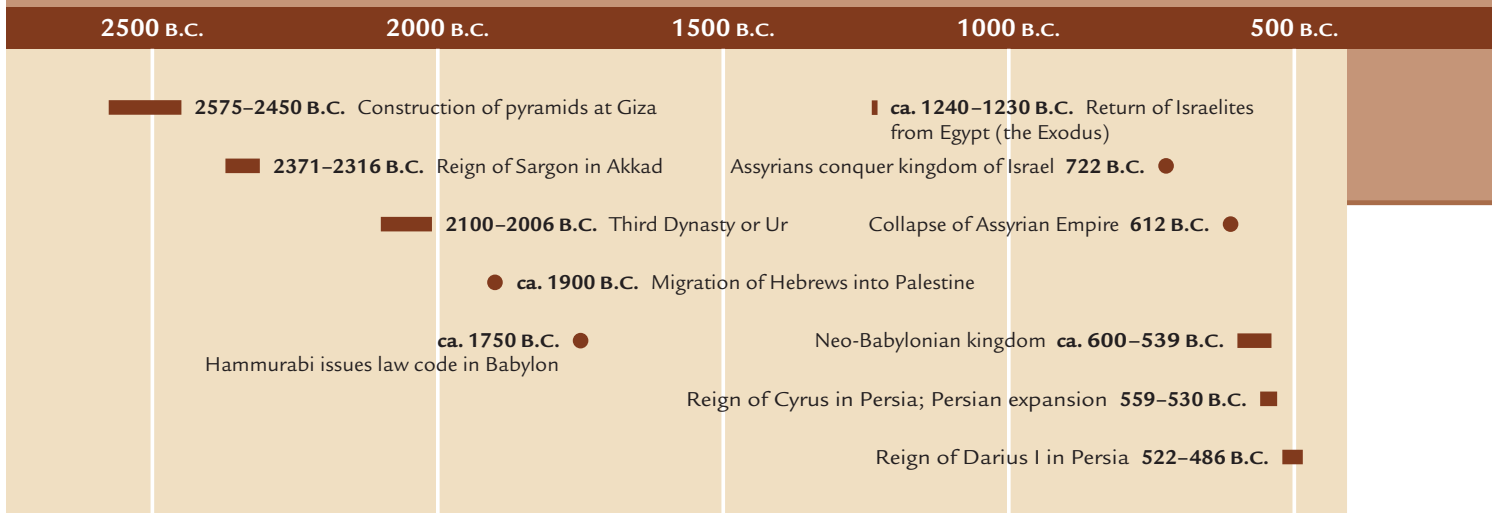 2500 B.C. 2000 B.C. 1500 B.C. 1000 B.C. 500 B.C.
2575–2450 B.C. Construction of pyramids at Giza
ca. 1240–1230 B.C. Return of Israelites
from Egypt (the Exodus)
2371–2316 B.C. Reign of Sargon in Akkad
Assyrians conquer kingdom of Israel 722 B.C.
2100–2006 B.C. Third Dynasty or Ur
Collapse of Assyrian Empire 612 B.C.
ca. 1900 B.C. Migration of Hebrews into Palestine
ca. 1750 B.C.
Hammurabi issues law code in Babylon
Neo-Babylonian kingdom ca. 600–539 B.C.
Reign of Cyrus in Persia; Persian expansion 559–530 B.C.
Reign of Darius I in Persia 522–486 B.C.